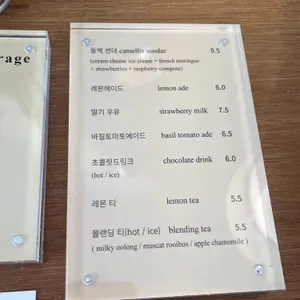 rage
동백 썬데 camellia sundae 9.5
(cream cheese ice cream + french meringue
+ strawberries + raspberry compote)
레몬에이드 lemon ade 6.0
딸기 우유 strawberry milk 7.5
바질토마토에이드 basil tomato ade 6.5
초콜릿드링크 chocolate drink 6.0
(hot / ice)
레몬 티 lemon tea 5.5
블랜딩 티(hot / ice) blending tea 5.5
( milky oolong / muscat rooibos / apple chamomile )